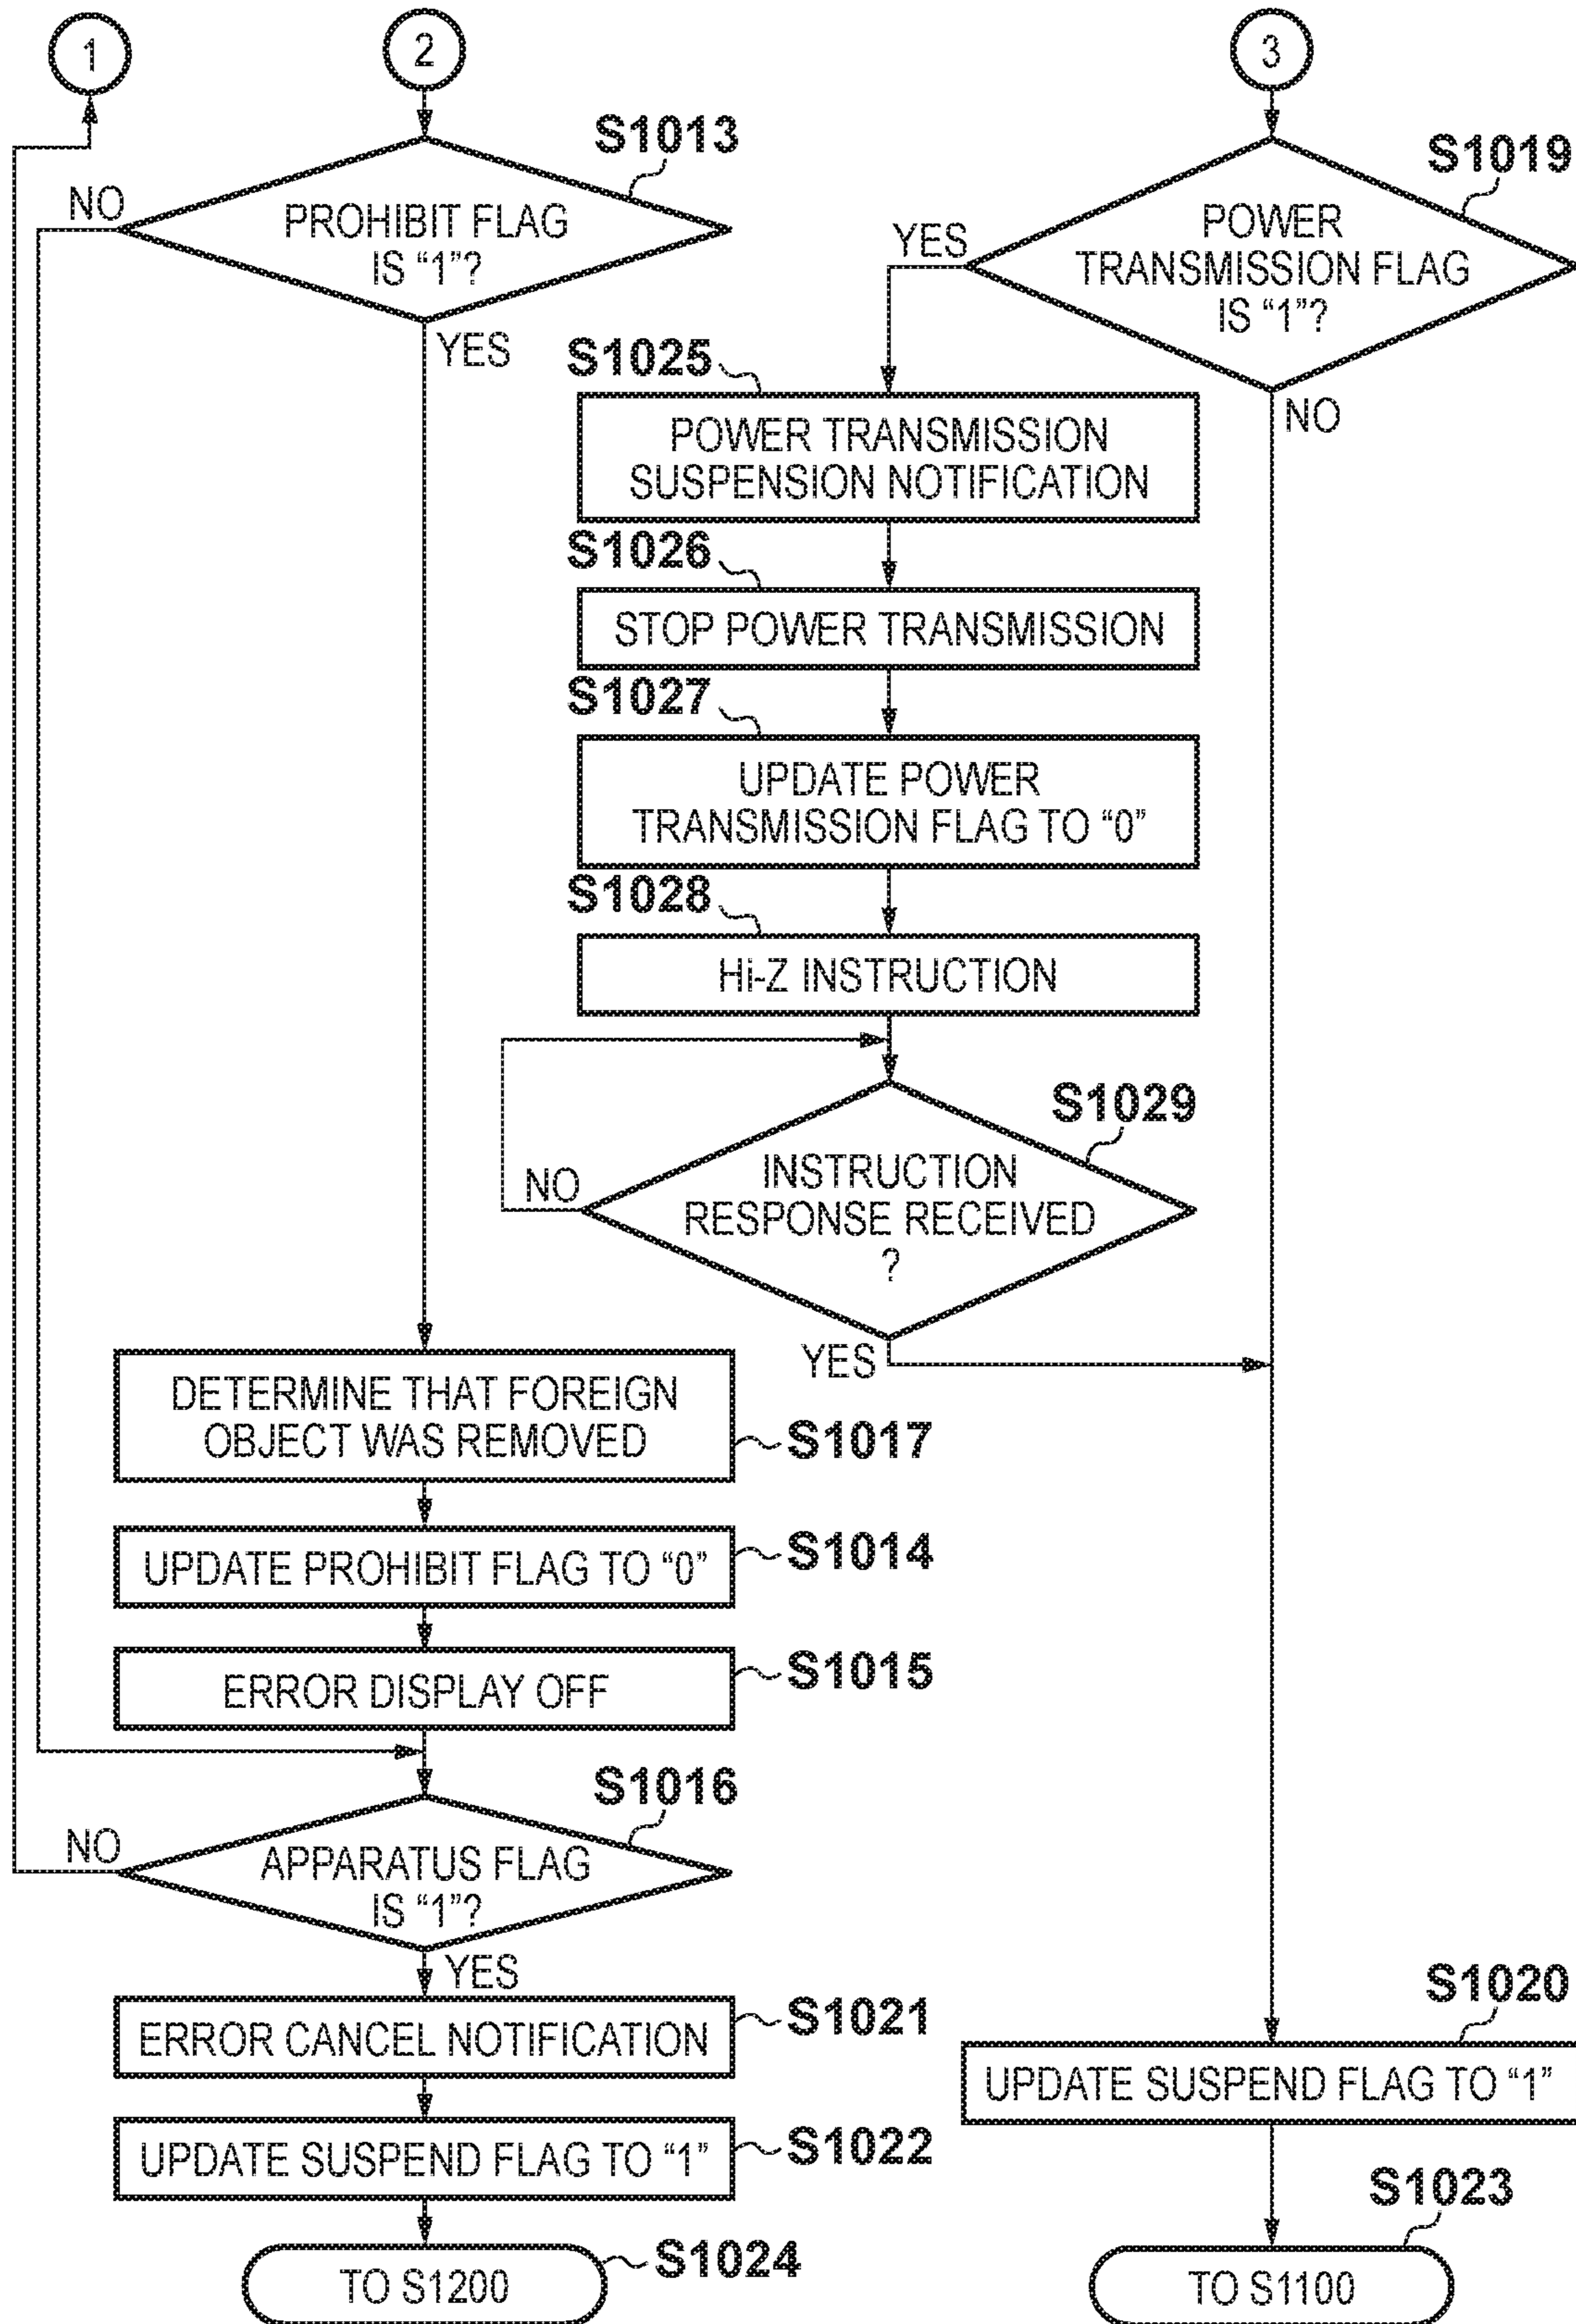 1
2
3
S1013
NO
PROHIBIT FLAG
IS “1”?
YES
S1019
YES
POWER
TRANSMISSION FLAG
IS “1”?
NO
S1025
POWER TRANSMISSION
SUSPENSION NOTIFICATION
S1026
STOP POWER TRANSMISSION
S1027
UPDATE POWER
TRANSMISSION FLAG TO “0”
S1028
Hi-Z INSTRUCTION
S1029
NO
INSTRUCTION
RESPONSE RECEIVED
?
YES
DETERMINE THAT FOREIGN
OBJECT WAS REMOVED
S1017
UPDATE PROHIBIT FLAG TO “0”
S1014
ERROR DISPLAY OFF
S1015
S1016
NO
APPARATUS FLAG
IS “1”?
YES
ERROR CANCEL NOTIFICATION
S1021
UPDATE SUSPEND FLAG TO “1”
S1022
TO S1200
S1024
S1020
UPDATE SUSPEND FLAG TO “1”
S1023
TO S1100